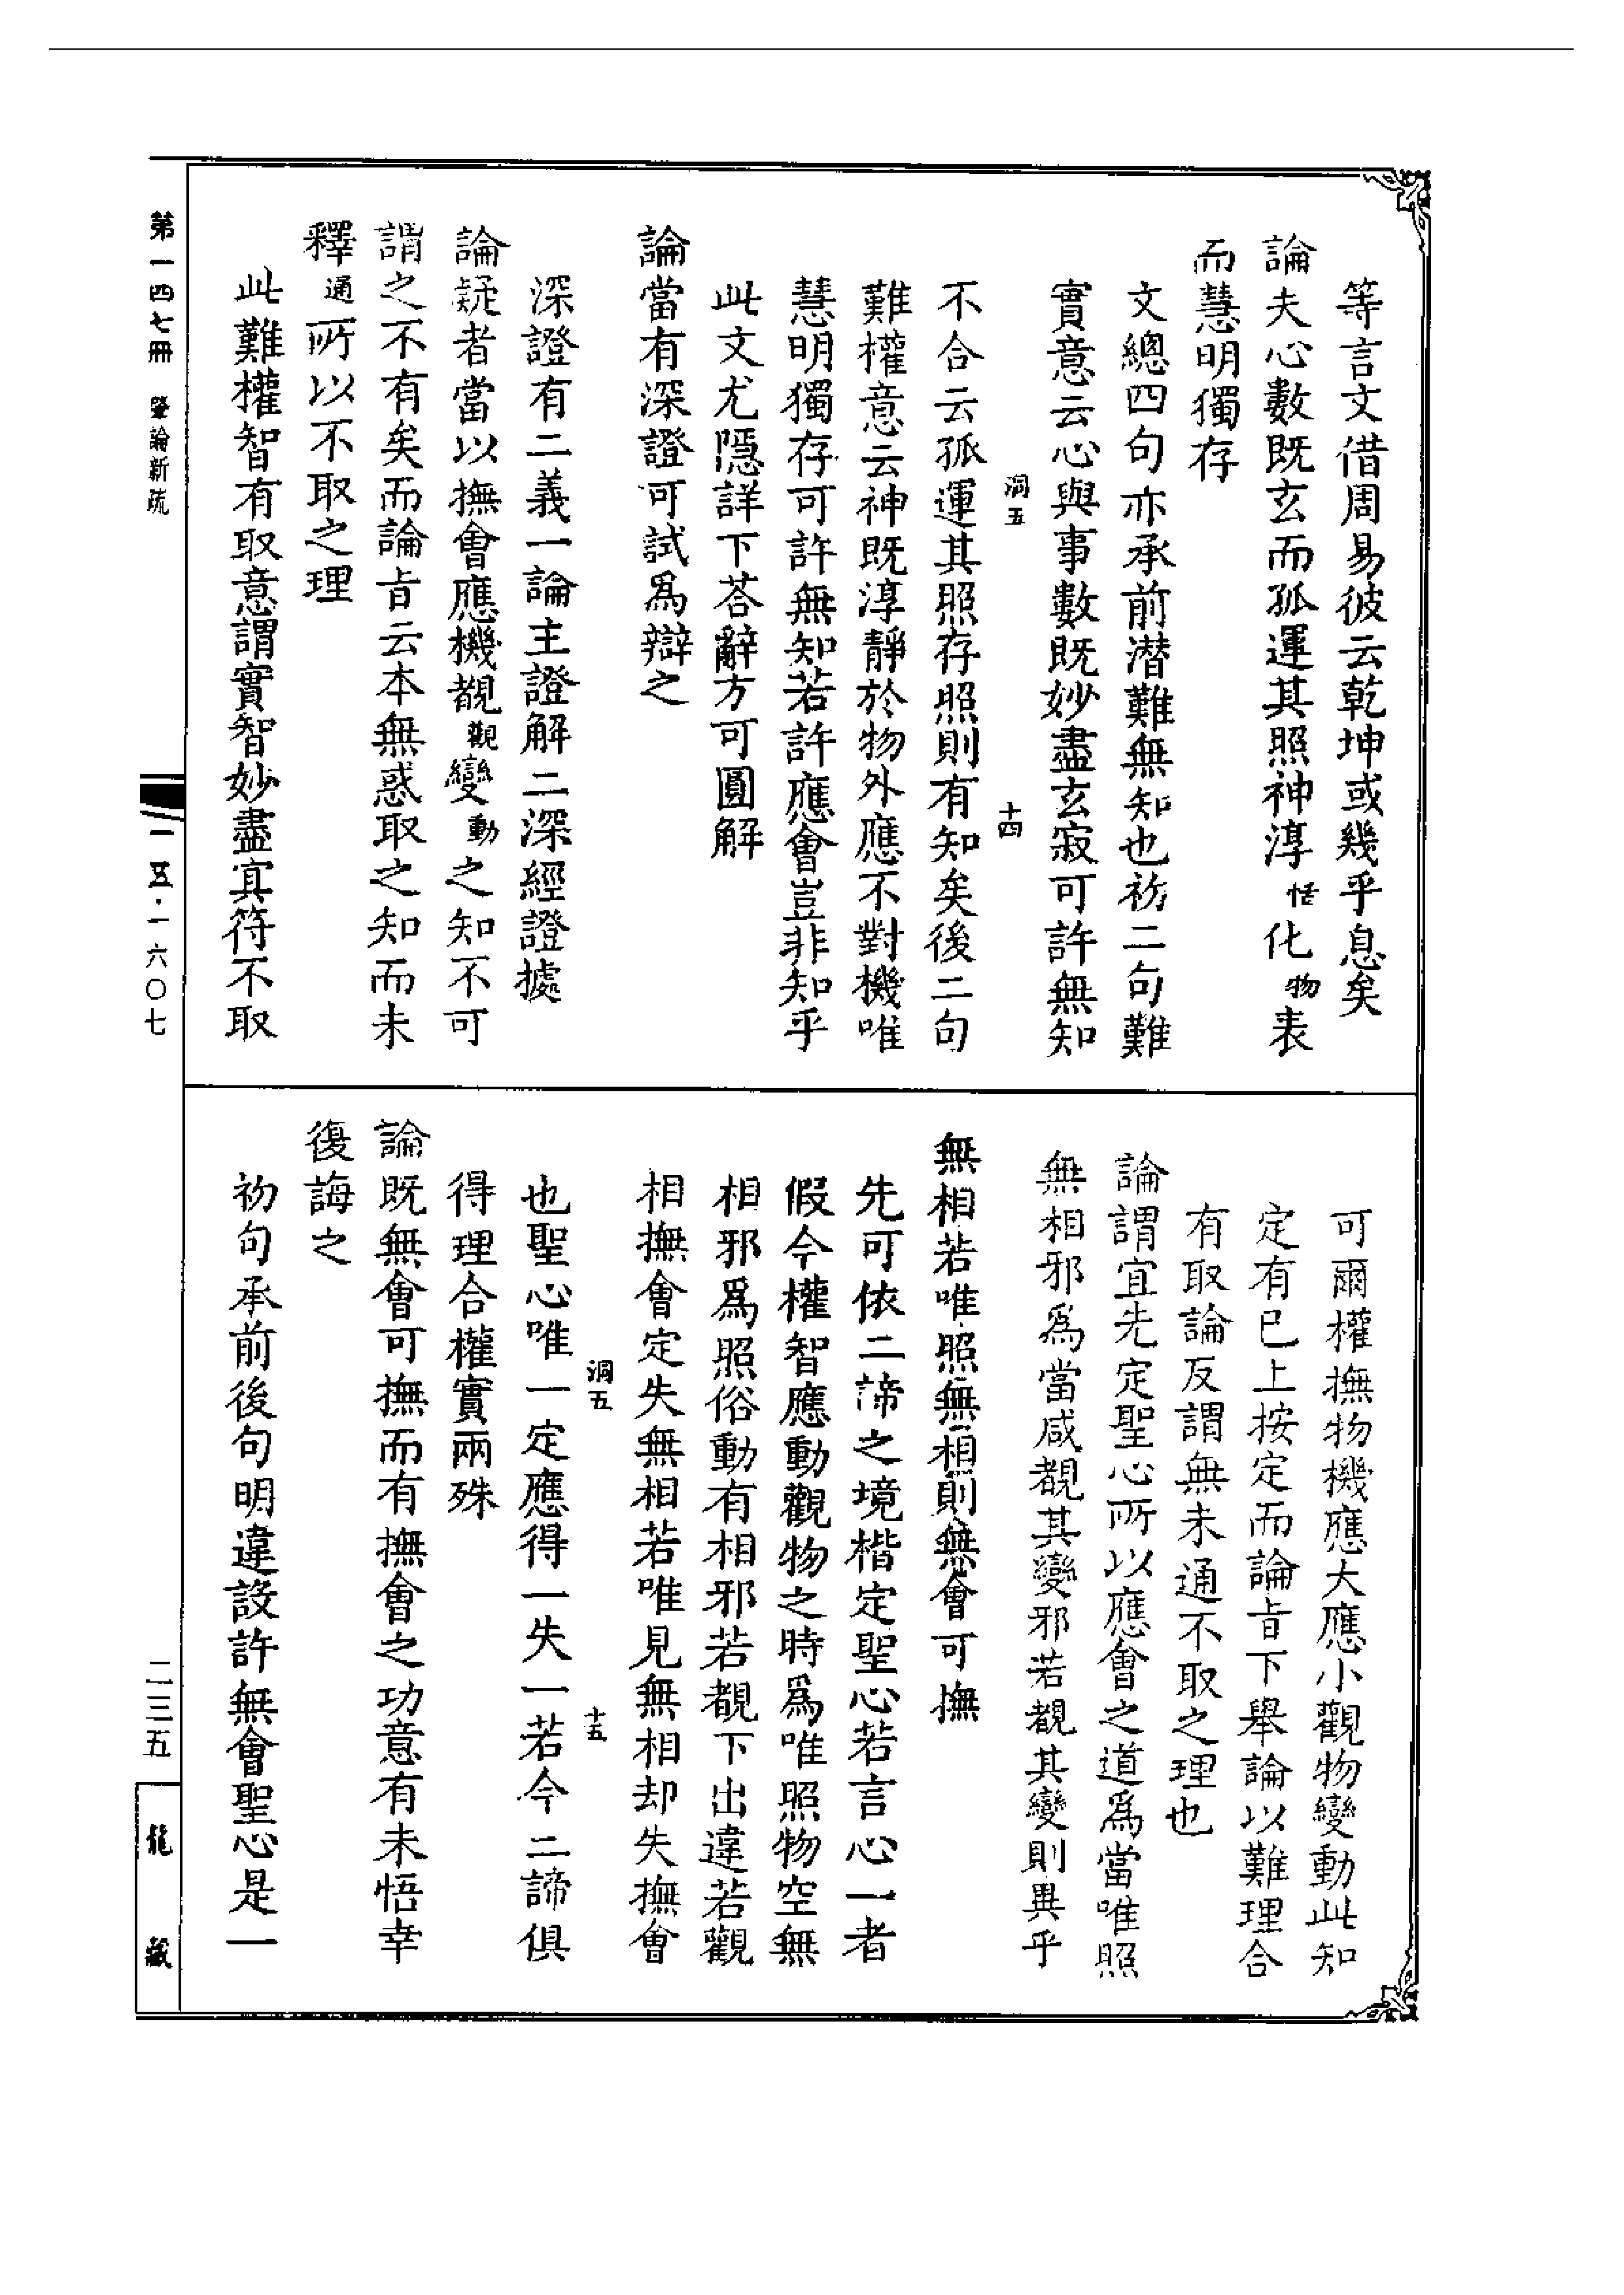 等言文借周易彼云乾坤或幾乎息矣
論夫心數既玄而孤運其照神淳恬化物表
而慧明獨存
文總四句亦承前潜難無知也初二句難
實意云心與事數既妙盡玄寂可許無知
洞五
十四
不合云孤運其照存照則有知矣後二句
難權意云神既淳靜於物外應不對機唯
慧明獨存可許無知若許應會豈非知乎
此文尤隱詳下荅辭方可圓解
論當有深證可試爲辯之
深證有二義一論主證解二深經證據
論疑者當以撫會應機覩觀變動之知不可
謂之不有矣而論旨云本無惑取之知而未
釋通所以不取之理
此難權智有取意謂實智妙盡冥符不取
可爾權撫物機應大應小觀物變動此知
定有已上按定而論旨下舉論以難理合
有取論反謂無未通不取之理也
論謂宜先定聖心所以應會之道爲當唯照
無相邪爲當咸覩其變邪若覩其變則異乎
無相若唯照無相則無會可撫
先可依二諦之境楷定聖心若言心一者
假令權智應動觀物之時爲唯照物空無
相邪爲照俗動有相邪若覩下出違若觀
相撫會定失無相若唯見無相却失撫會
洞五
十五
也聖心唯一定應得一失一若今二諦俱
得理合權實兩殊
論既無會可撫而有撫會之功意有未悟幸
復誨之
初句承前後句明違設許無會聖心是一
第一四七冊 肇論新疏
一五·一六〇七
二三五
龍藏